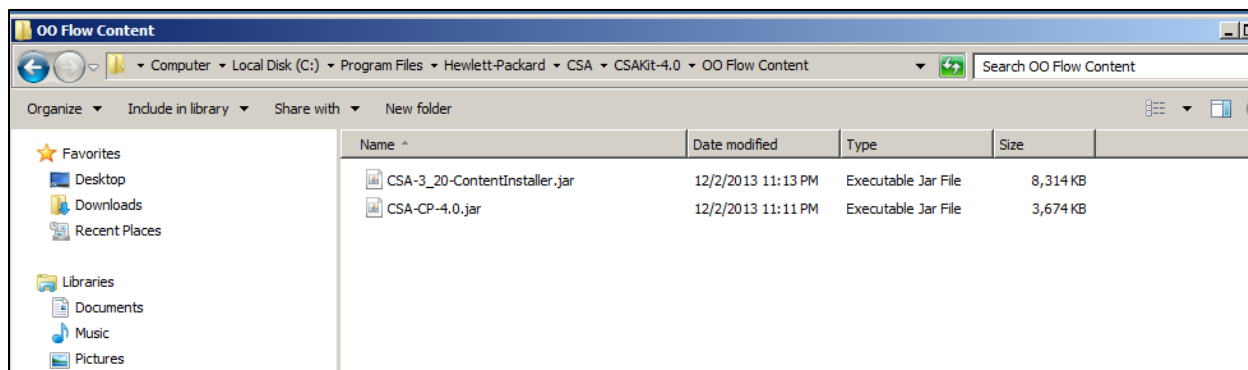 OO Flow Content
Computer Local Disk (C:) Program Files Hewlett-Packard CSA CSAKit-4.0 OO Flow Content Search OO Flow Content
Organize Include in library Share with New folder
Favorites
Desktop
Downloads
Recent Places
Libraries
Documents
Music
Pictures
Name Date modified Type Size
CSA-3_20-ContentInstaller.jar 12/2/2013 11:13 PM Executable Jar File 8,314 KB
CSA-CP-4.0.jar 12/2/2013 11:11 PM Executable Jar File 3,674 KB